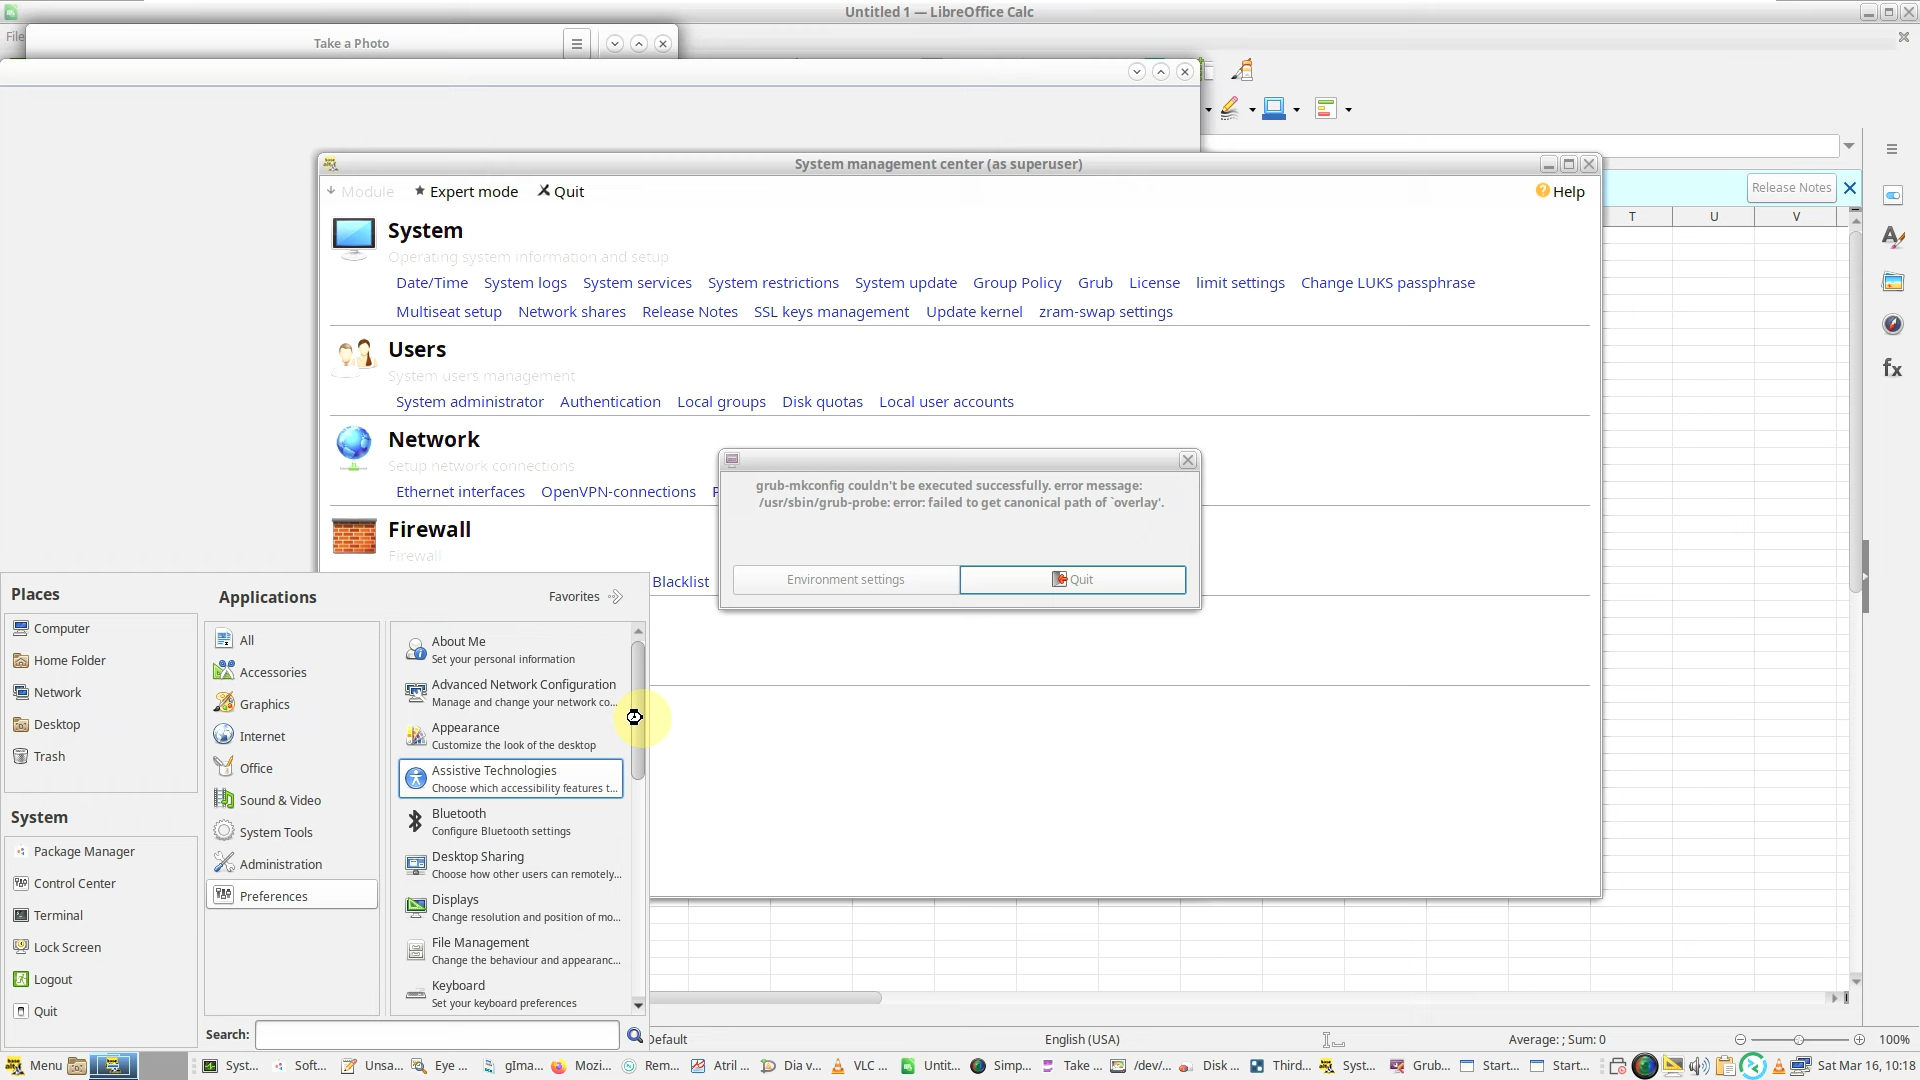 Untitled 1 — LibreOffice Calc
File
Take a Photo
System management center (as superuser)
Module Expert mode Quit Help
Release Notes
T U V
System
Operating system information and setup
Date/Time System logs System services System restrictions System update Group Policy Grub License limit settings Change LUKS passphrase
Multiseat setup Network shares Release Notes SSL keys management Update kernel zram-swap settings
Users
System users management
System administrator Authentication Local groups Disk quotas Local user accounts
Network
Setup network connections
Ethernet interfaces OpenVPN-connections P
Firewall
Firewall
Blacklist
grub-mkconfig couldn't be executed successfully. error message:
/usr/sbin/grub-probe: error: failed to get canonical path of `overlay'.
Environment settings Quit
Places
Computer
Home Folder
Network
Desktop
Trash
System
Package Manager
Control Center
Terminal
Lock Screen
Logout
Quit
Applications
Favorites
All
Accessories
Graphics
Internet
Office
Sound & Video
System Tools
Administration
Preferences
About Me
Set your personal information
Advanced Network Configuration
Manage and change your network co...
Appearance
Customize the look of the desktop
Assistive Technologies
Choose which accessibility features t...
Bluetooth
Configure Bluetooth settings
Desktop Sharing
Choose how other users can remotely...
Displays
Change resolution and position of mo...
File Management
Change the behaviour and appearanc...
Keyboard
Set your keyboard preferences
Search:
Default English (USA) Average: ; Sum: 0 100%
Menu Syst... Soft... Unsa... Eye ... gIma... Mozi... Rem... Atril ... Dia v... VLC ... Untit... Simp... Take ... /dev/... Disk ... Third... Syst... Grub... Start... Start... Sat Mar 16, 10:18